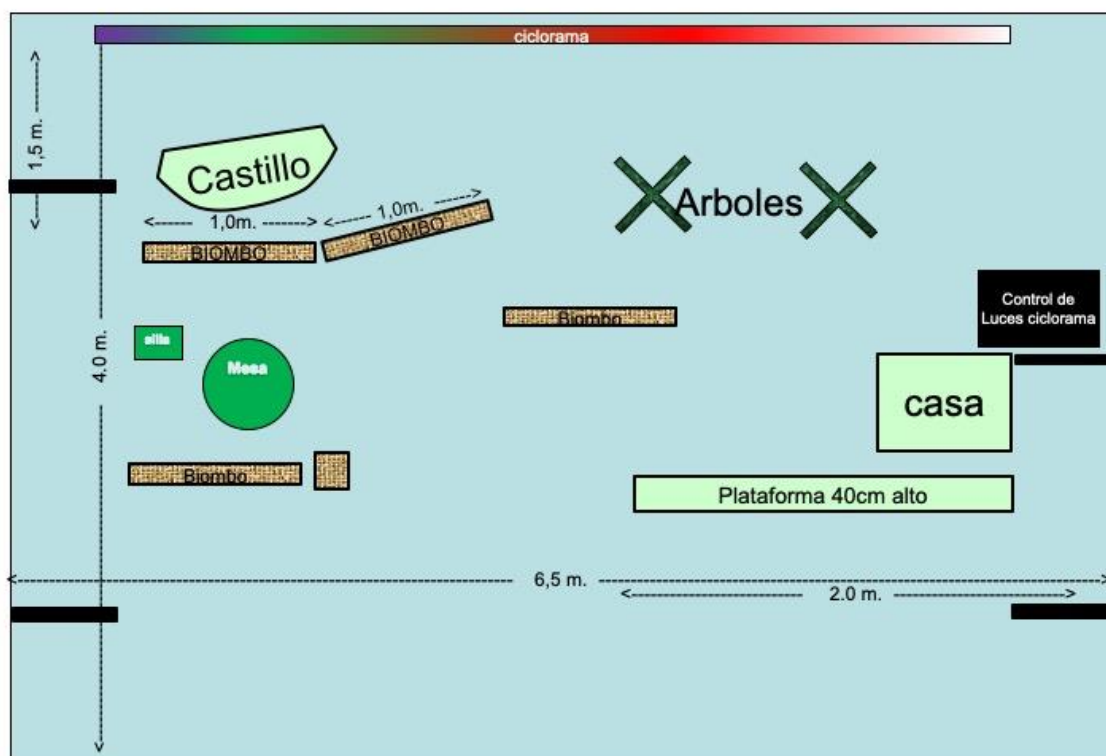 ciclorama
1,5 m.
Castillo
Arboles
1,0m.
1,0m.
BIOMBO
BIOMBO
Control de
Luces ciclorama
Biombo
silla
4.0 m.
Mesa
casa
Biombo
Plataforma 40cm alto
6,5 m.
2.0 m.